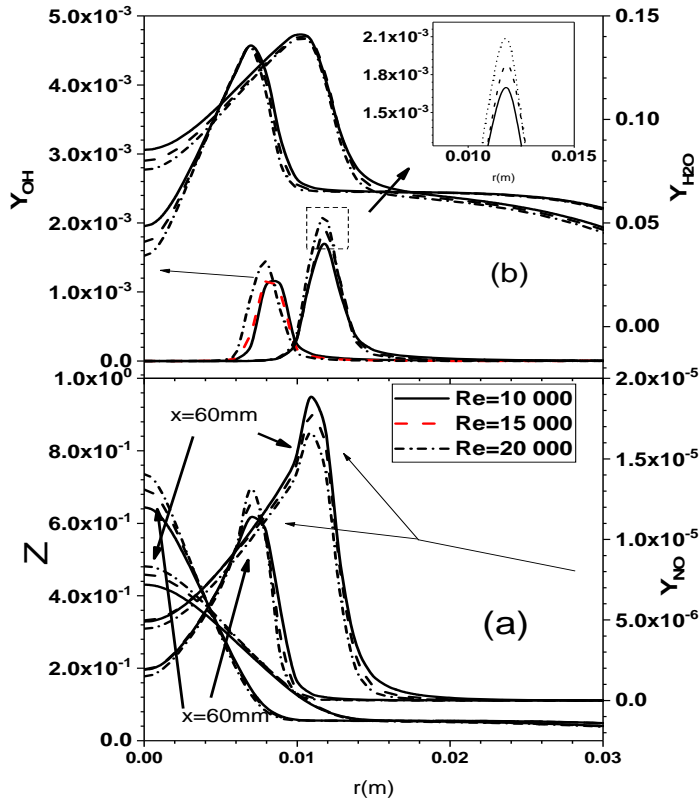 5.0x10⁻³
4.0x10⁻³
3.0x10⁻³
2.0x10⁻³
1.0x10⁻³
0.0
Y_OH
0.15
0.10
0.05
0.00
Y_H2O
2.1x10⁻³
1.8x10⁻³
1.5x10⁻³
0.010
0.015
r(m)
(b)
1.0x10⁰
8.0x10⁻¹
6.0x10⁻¹
4.0x10⁻¹
2.0x10⁻¹
0.0
Z
x=60mm
Re=10 000
Re=15 000
Re=20 000
2.0x10⁻⁵
1.5x10⁻⁵
1.0x10⁻⁵
5.0x10⁻⁶
0.0
Y_NO
(a)
x=60mm
0.00
0.01
0.02
0.03
r(m)